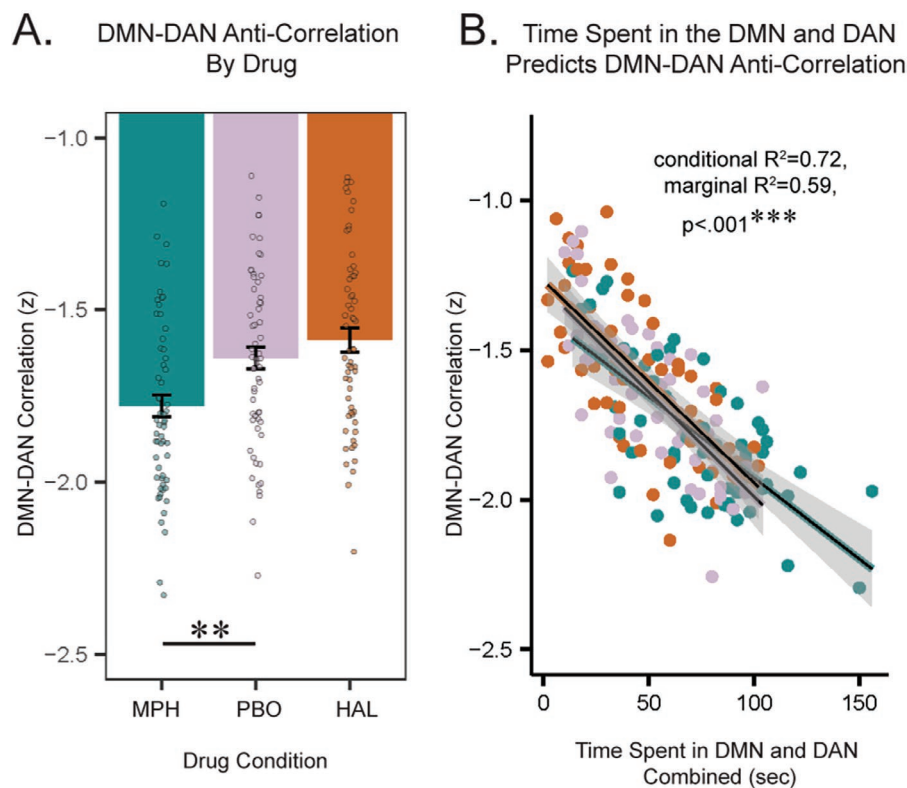 A.
DMN-DAN Anti-Correlation
By Drug
DMN-DAN Correlation (z)
−1.0
−1.5
−2.0
−2.5
**
MPH
PBO
HAL
Drug Condition
B.
Time Spent in the DMN and DAN
Predicts DMN-DAN Anti-Correlation
conditional R²=0.72,
marginal R²=0.59,
p<.001***
DMN-DAN Correlation (z)
−1.0
−1.5
−2.0
−2.5
0
50
100
150
Time Spent in DMN and DAN
Combined (sec)